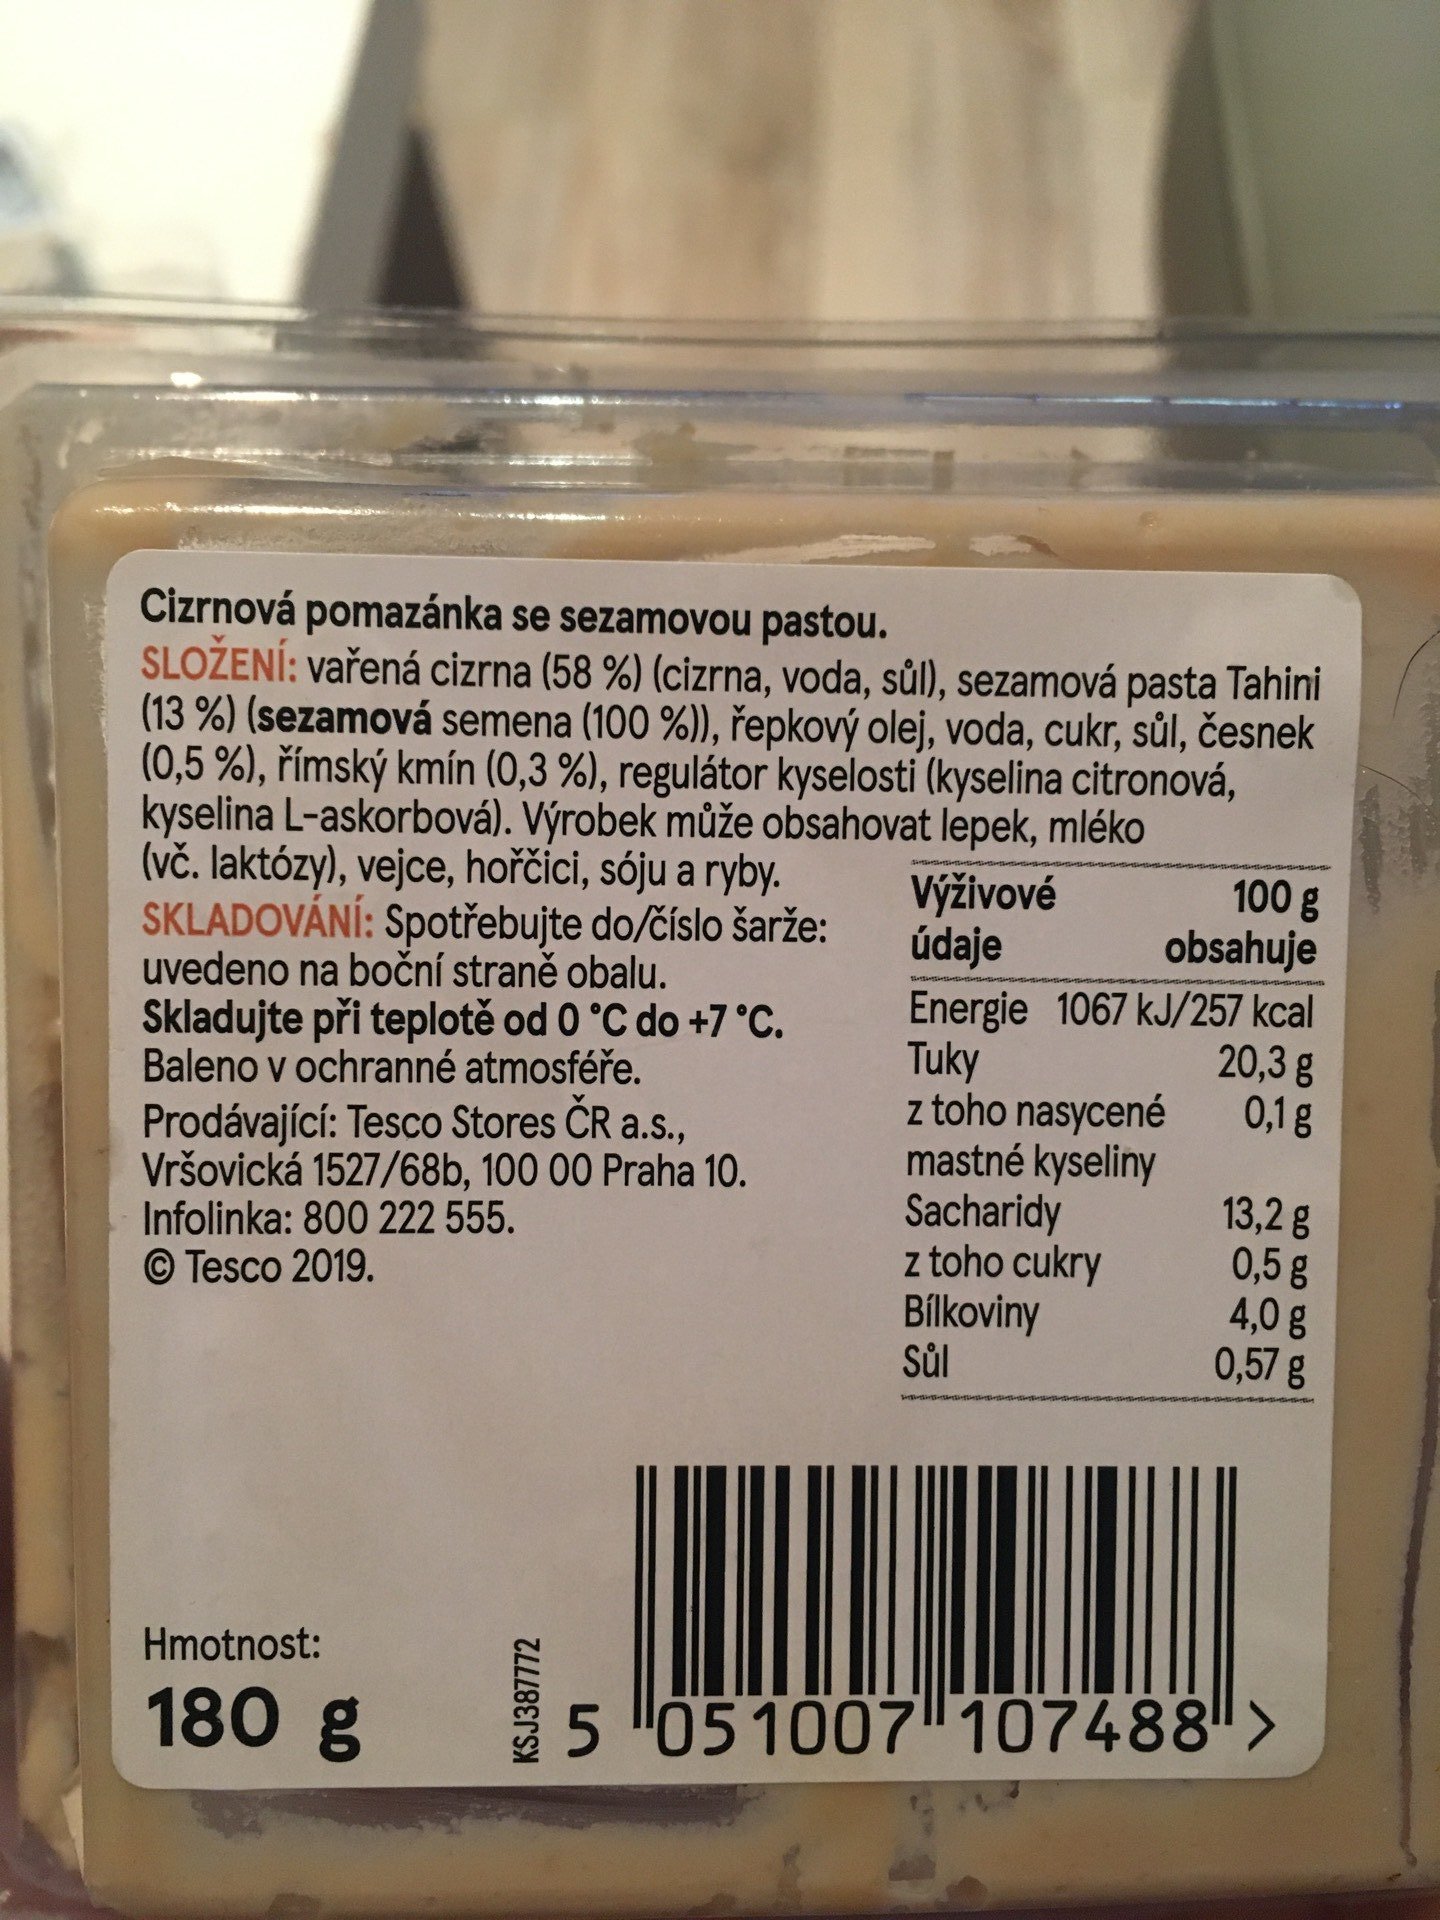 Cizrnová pomazánka se sezamovou pastou.
SLOŽENÍ: vařená cizrna (58 %) (cizrna, voda, sůl), sezamová pasta Tahini
(13 %) (sezamová semena (100 %)), řepkový olej, voda, cukr, sůl, česnek
(0,5 %), římský kmín (0,3 %), regulátor kyselosti (kyselina citronová,
kyselina L-askorbová). Výrobek může obsahovat lepek, mléko
(vč. laktózy), vejce, hořčici, sóju a ryby.
SKLADOVÁNÍ: Spotřebujte do/číslo šarže:
uvedeno na boční straně obalu.
Skladujte při teplotě od 0 °C do +7 °C.
Baleno v ochranné atmosféře.
Prodávající: Tesco Stores ČR a.s.,
Vršovická 1527/68b, 100 00 Praha 10.
Infolinka: 800 222 555.
© Tesco 2019.
Výživové 100 g
údaje obsahuje
Energie 1067 kJ/257 kcal
Tuky 20,3 g
z toho nasycené 0,1 g
mastné kyseliny
Sacharidy 13,2 g
z toho cukry 0,5 g
Bílkoviny 4,0 g
Sůl 0,57 g
Hmotnost:
180 g
KSJ387772
5 051007 107488 >